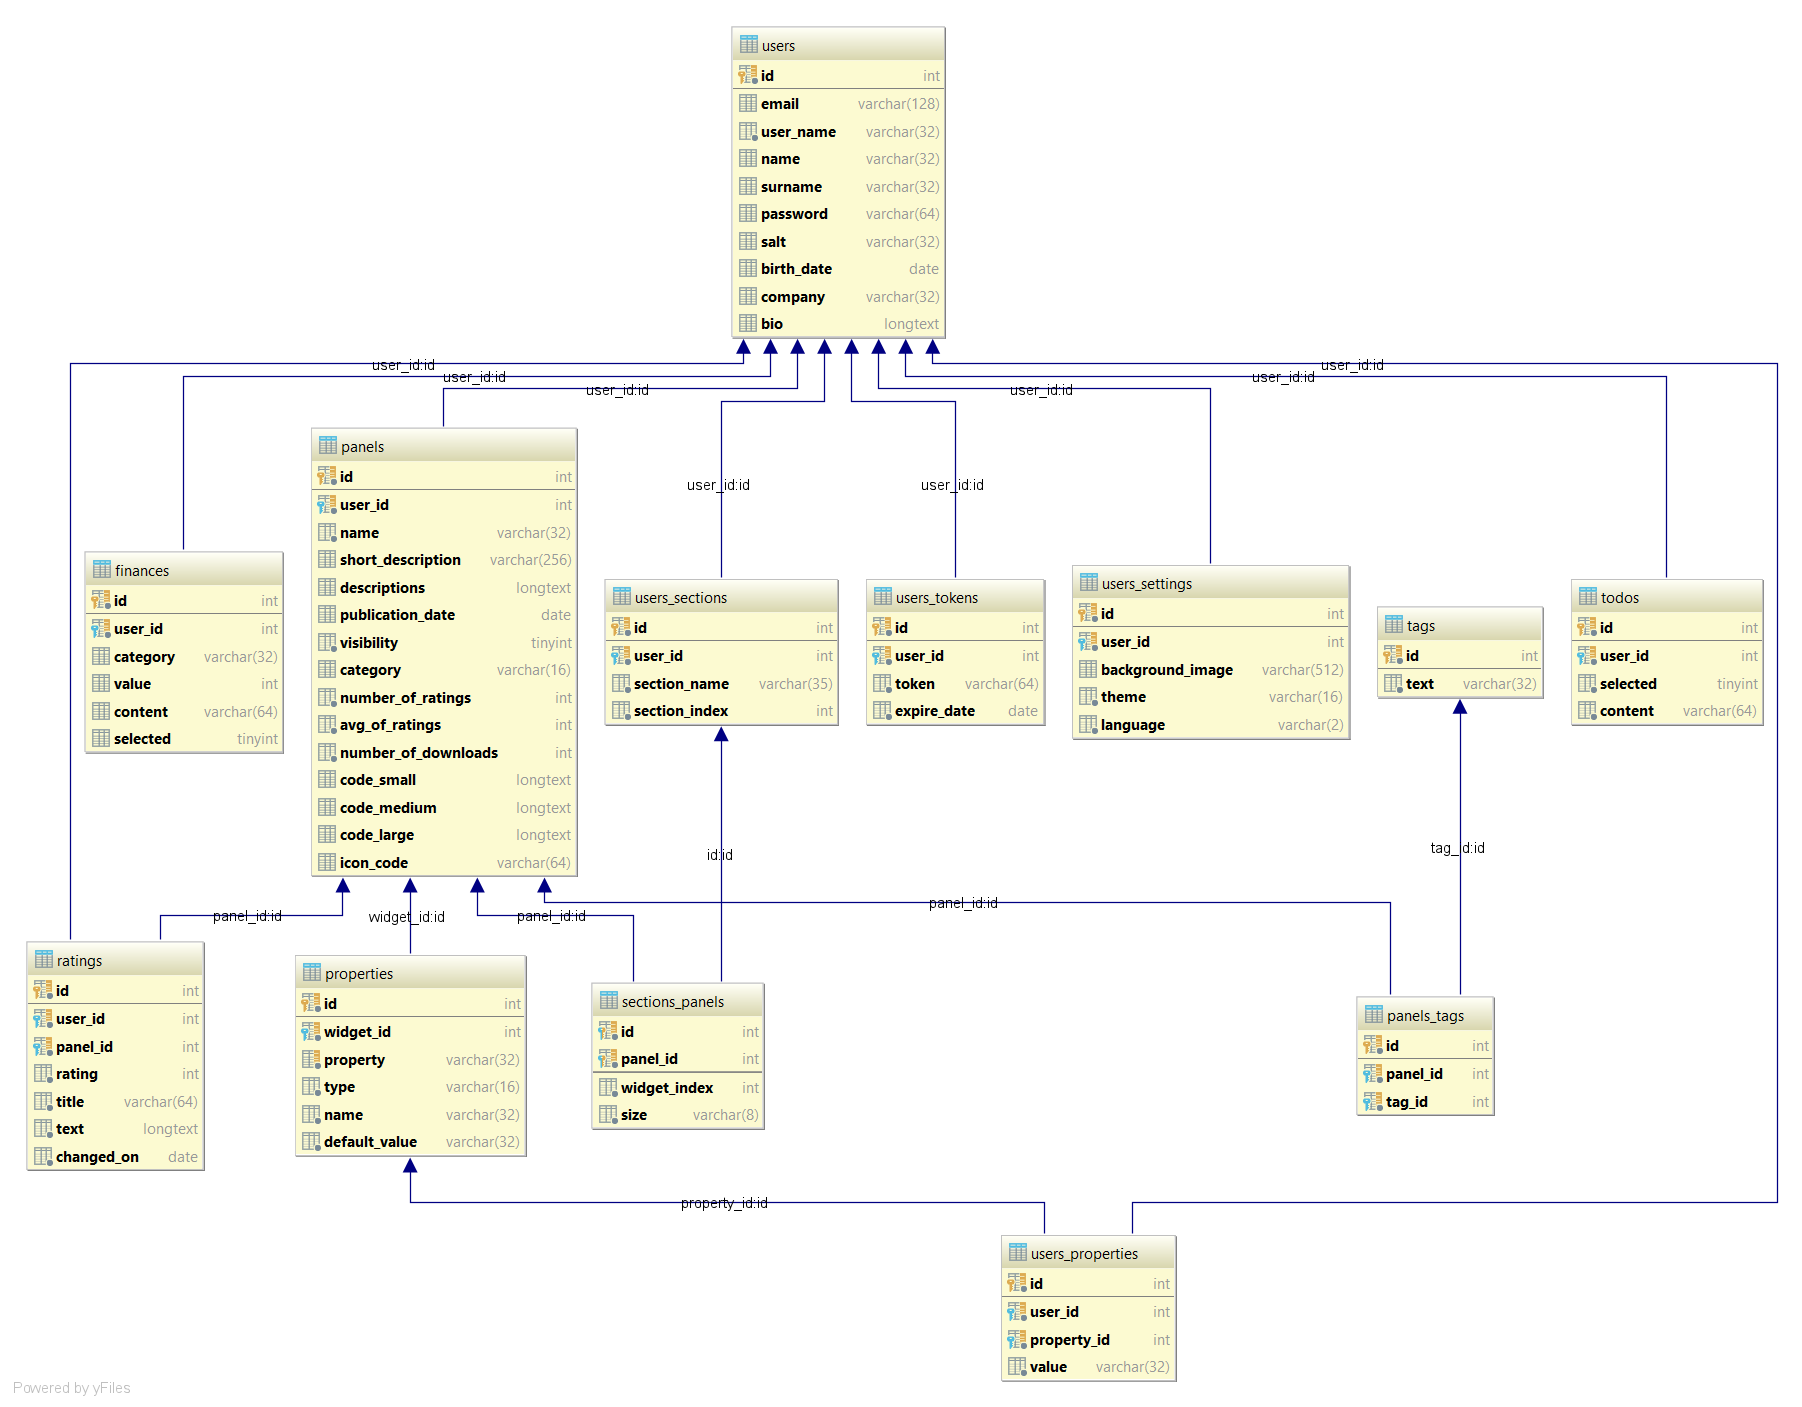 users
id int
email varchar(128)
user_name varchar(32)
name varchar(32)
surname varchar(32)
password varchar(64)
salt varchar(32)
birth_date date
company varchar(32)
bio longtext
user_id:id
user_id:id
user_id:id
user_id:id
user_id:id
user_id:id
user_id:id
user_id:id
panels
id int
user_id int
name varchar(32)
short_description varchar(256)
descriptions longtext
publication_date date
visibility tinyint
category varchar(16)
number_of_ratings int
avg_of_ratings int
number_of_downloads int
code_small longtext
code_medium longtext
code_large longtext
icon_code varchar(64)
finances
id int
user_id int
category varchar(32)
value int
content varchar(64)
selected tinyint
users_sections
id int
user_id int
section_name varchar(35)
section_index int
users_tokens
id int
user_id int
token varchar(64)
expire_date date
users_settings
id int
user_id int
background_image varchar(512)
theme varchar(16)
language varchar(2)
tags
id int
text varchar(32)
todos
id int
user_id int
selected tinyint
content varchar(64)
id:id
tag_id:id
panel_id:id
panel_id:id
widget_id:id
panel_id:id
ratings
id int
user_id int
panel_id int
rating int
title varchar(64)
text longtext
changed_on date
properties
id int
widget_id int
property varchar(32)
type varchar(16)
name varchar(32)
default_value varchar(32)
sections_panels
id int
panel_id int
widget_index int
size varchar(8)
panels_tags
id int
panel_id int
tag_id int
property_id:id
users_properties
id int
user_id int
property_id int
value varchar(32)
Powered by yFiles